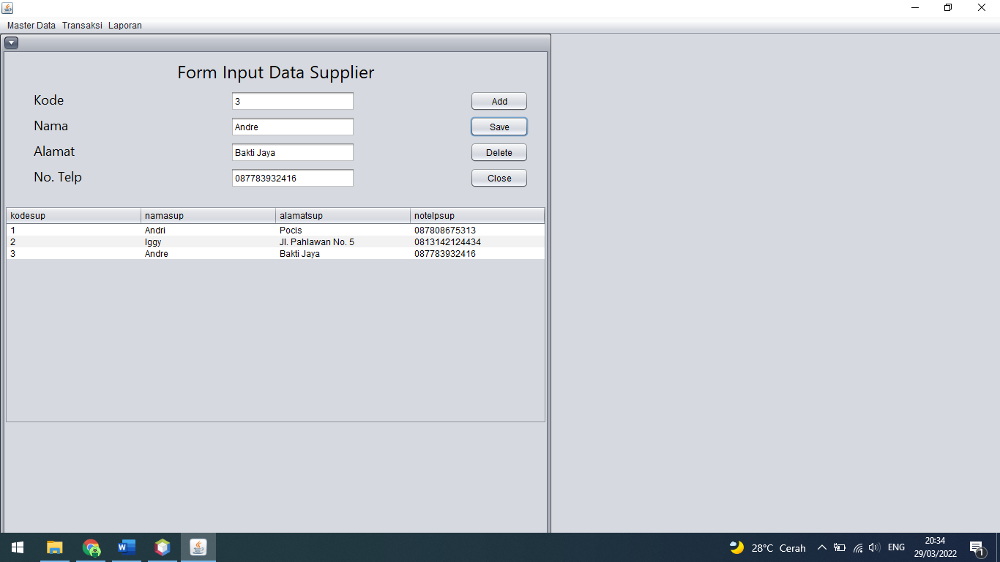 Master Data Transaksi Laporan
Form Input Data Supplier
Kode 3 Add
Nama Andre Save
Alamat Bakti Jaya Delete
No. Telp 087783932416 Close
kodesup namasup alamatsup notelpsup
1 Andri Pocis 087808675313
2 Iggy Jl. Pahlawan No. 5 0813142124434
3 Andre Bakti Jaya 087783932416
28°C Cerah ENG 20:34
29/03/2022 1